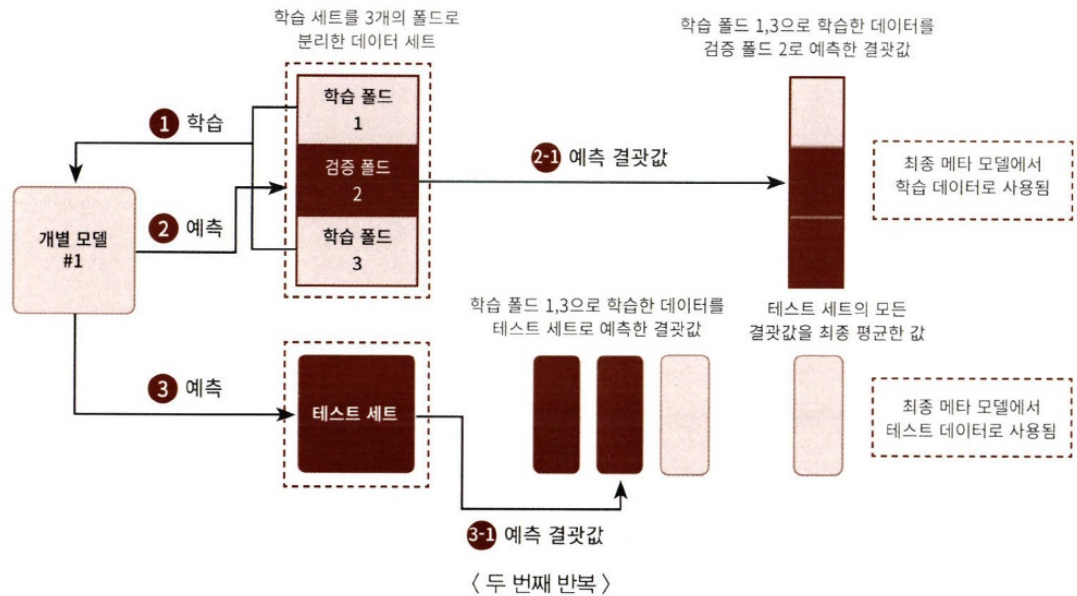 학습 세트를 3개의 폴드로
분리한 데이터 세트
학습 폴드 1,3으로 학습한 데이터를
검증 폴드 2로 예측한 결괏값
학습 폴드
1
1 학습
검증 폴드
2
2-1 예측 결괏값
최종 메타 모델에서
학습 데이터로 사용됨
개별 모델
#1
2 예측
학습 폴드
3
학습 폴드 1,3으로 학습한 데이터를
테스트 세트로 예측한 결괏값
테스트 세트의 모든
결괏값을 최종 평균한 값
3 예측
테스트 세트
최종 메타 모델에서
테스트 데이터로 사용됨
3-1 예측 결괏값
〈 두 번째 반복 〉